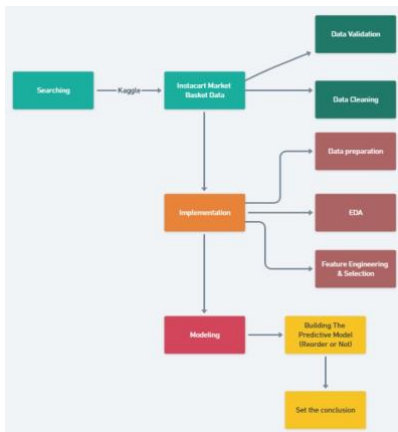 Data Validation
Searching
Kaggle
Instacart Market
Basket Data
Data Cleaning
Data preparation
Implementation
EDA
Feature Engineering
& Selection
Modeling
Building The
Predictive Model
(Reorder or Not)
Set the conclusion